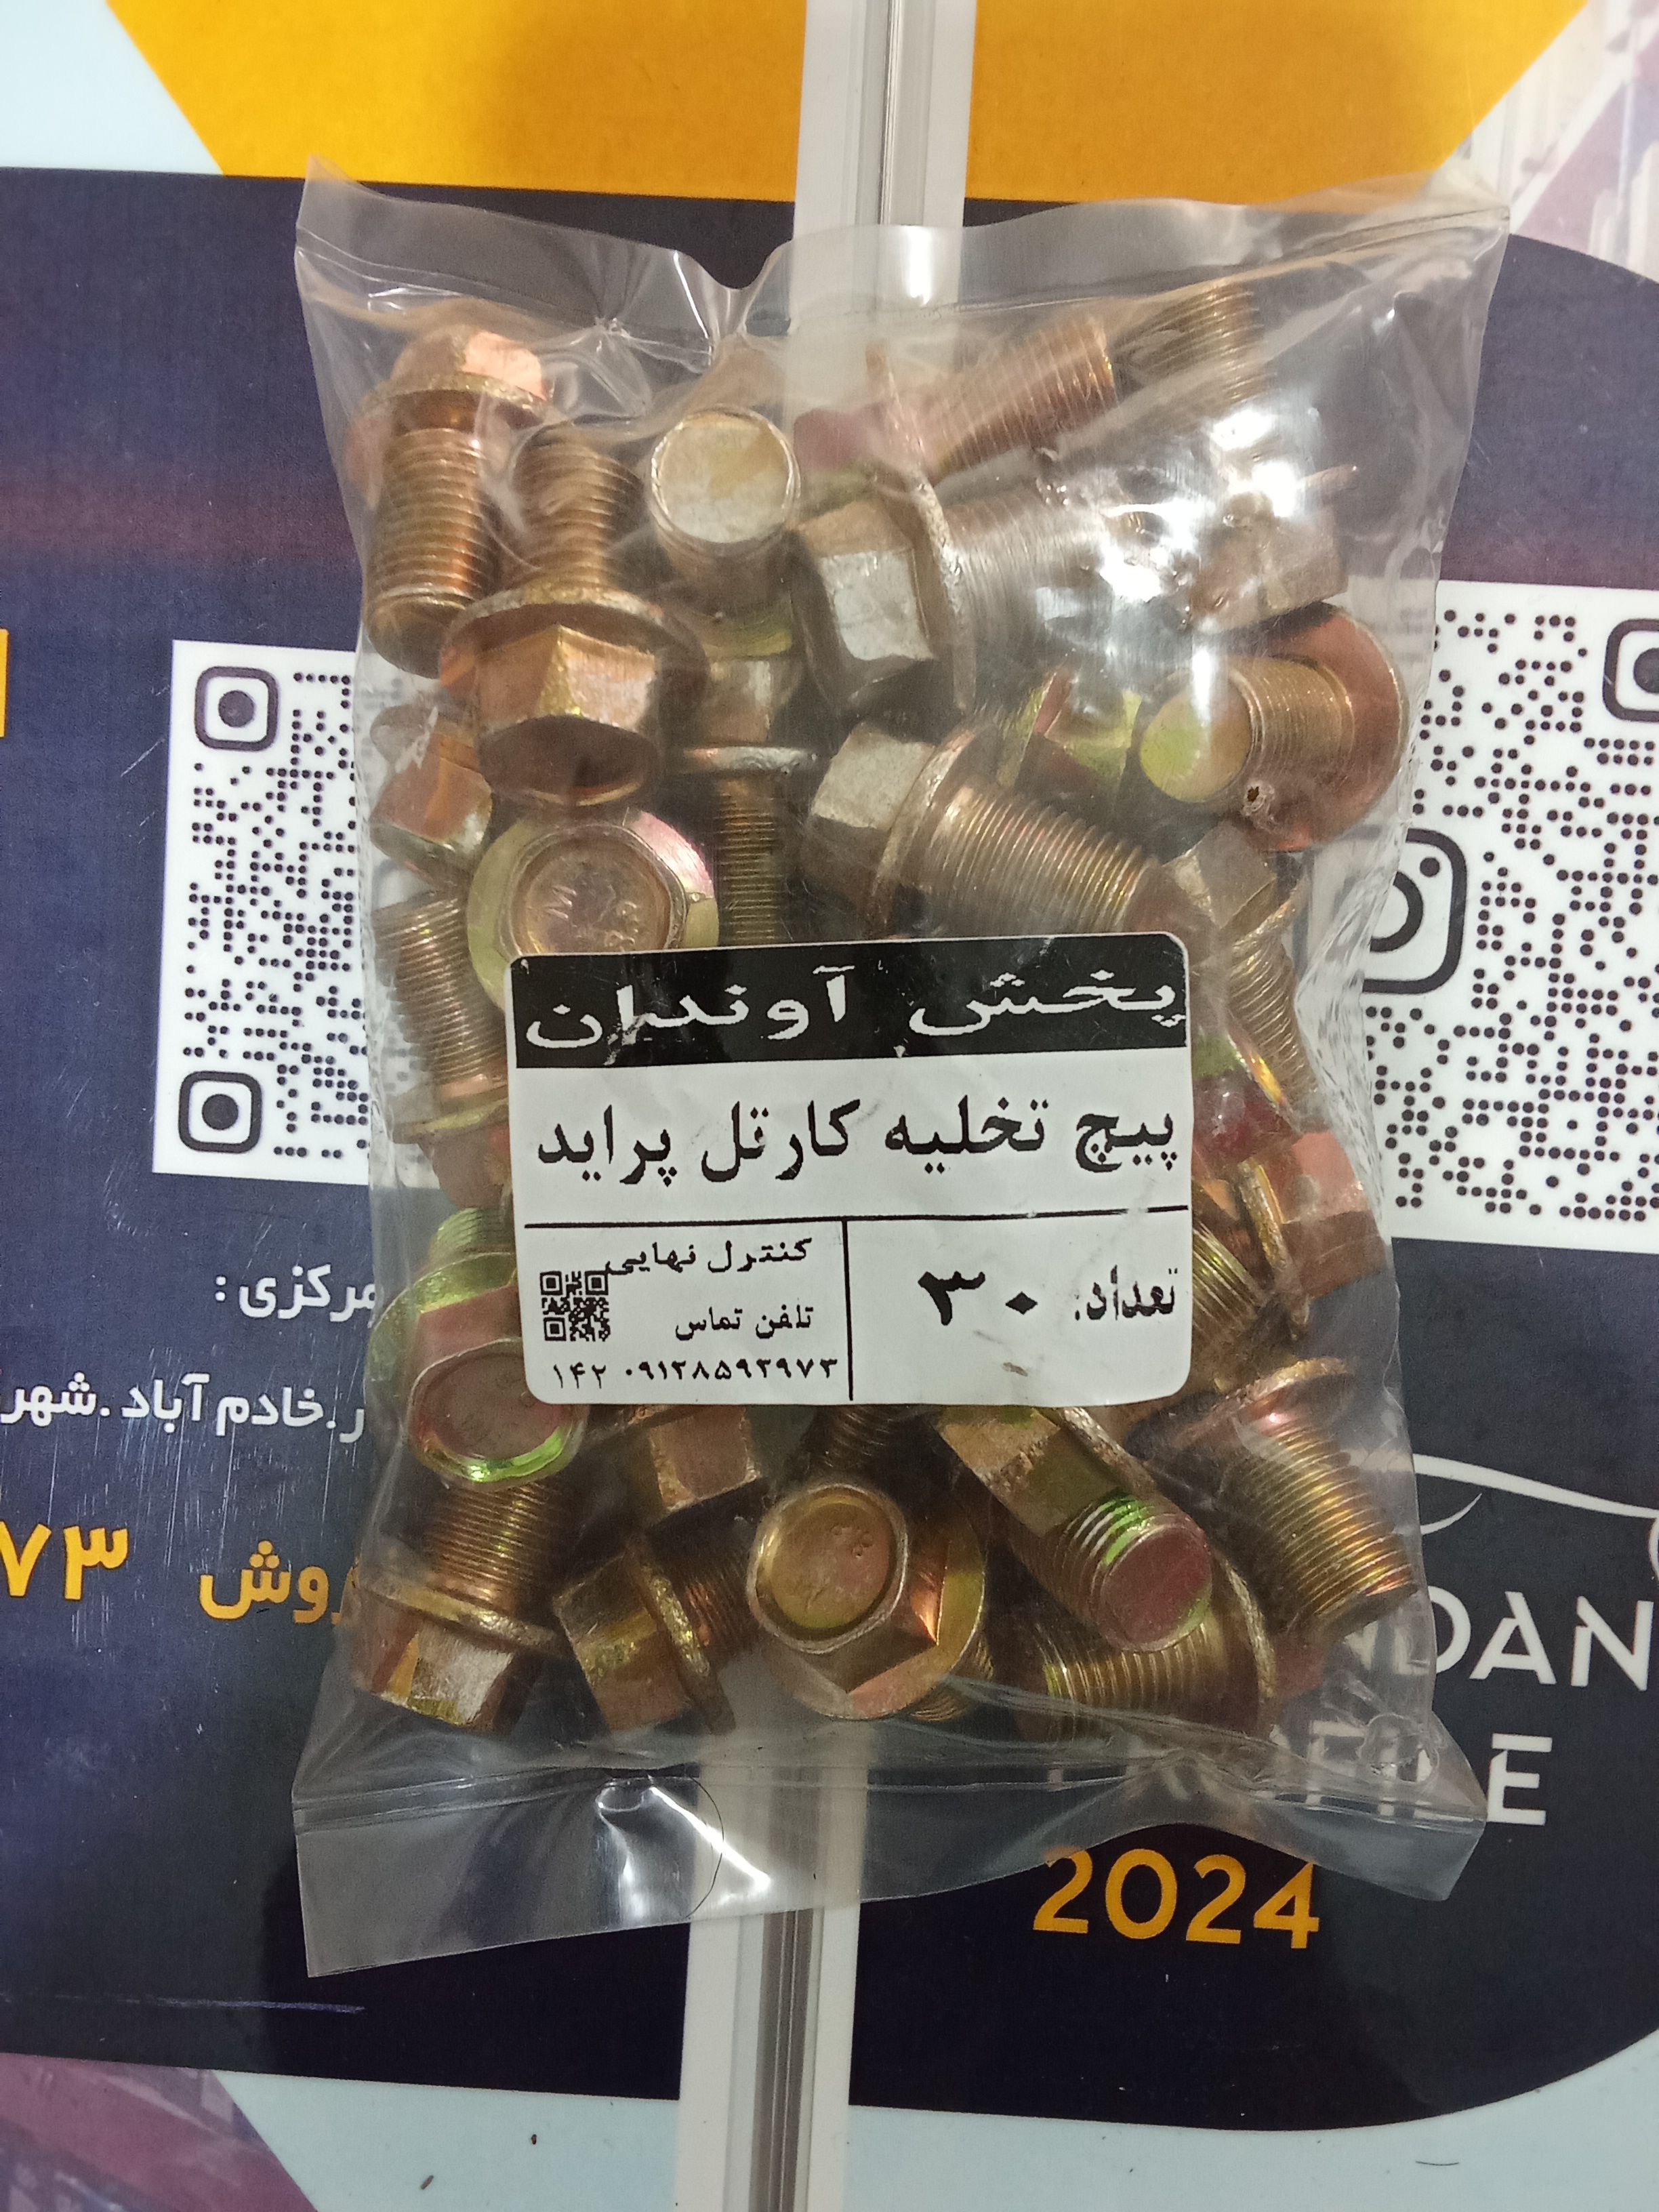 پخش آوندان
پیچ تخلیه کارتل پراید
تعداد: ۳۰
کنترل نهایی
تلفن تماس
۱۴۲ ۰۹۱۲۸۵۹۲۹۷۳
مرکزی :
خادم آباد .شهر
۷۳
2024